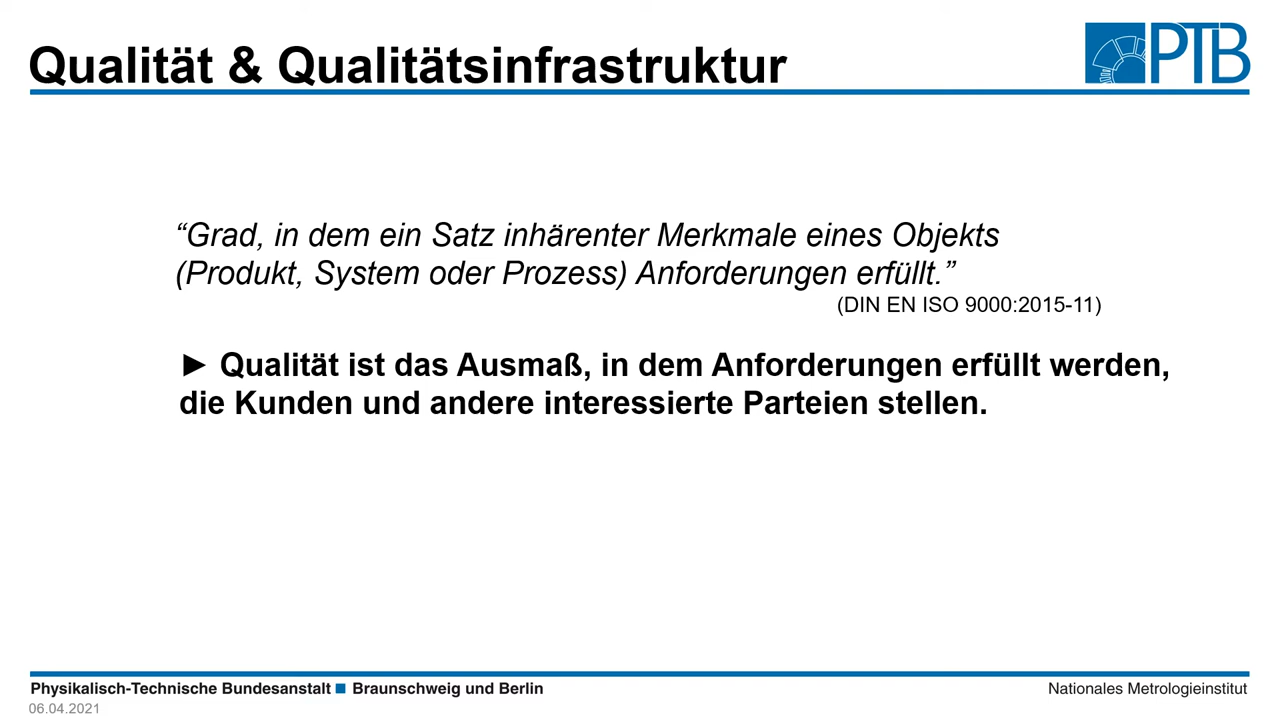 Qualität & Qualitätsinfrastruktur
PTB
“Grad, in dem ein Satz inhärenter Merkmale eines Objekts
(Produkt, System oder Prozess) Anforderungen erfüllt.”
(DIN EN ISO 9000:2015-11)
► Qualität ist das Ausmaß, in dem Anforderungen erfüllt werden,
die Kunden und andere interessierte Parteien stellen.
Physikalisch-Technische Bundesanstalt ■ Braunschweig und Berlin
Nationales Metrologieinstitut
06.04.2021